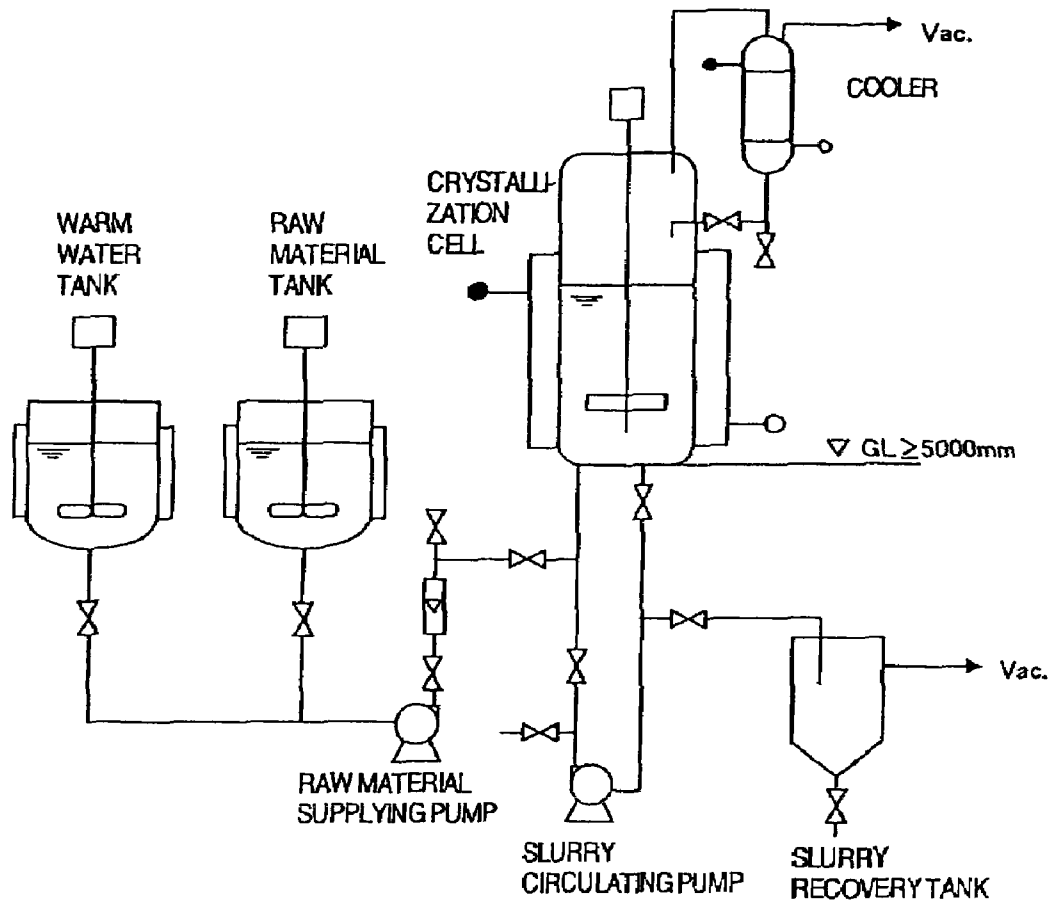 Vac.
COOLER
CRYSTALLI-
ZATION
CELL
WARM
WATER
TANK
RAW
MATERIAL
TANK
▽ GL ≥5000mm
Vac.
RAW MATERIAL
SUPPLYING PUMP
SLURRY
CIRCULATING PUMP
SLURRY
RECOVERY TANK